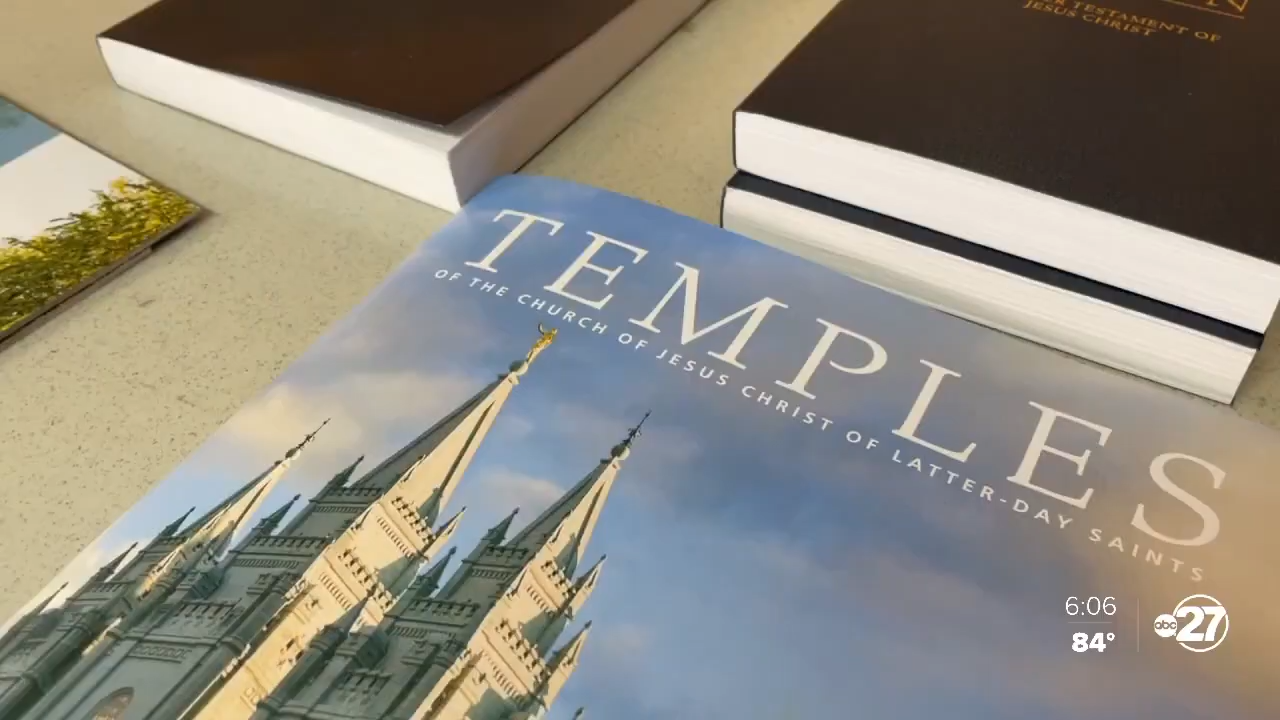 TESTAMENT OF
JESUS CHRIST
TEMPLES
OF THE CHURCH OF JESUS CHRIST OF LATTER-DAY SAINTS
6:06
84°
abc 27